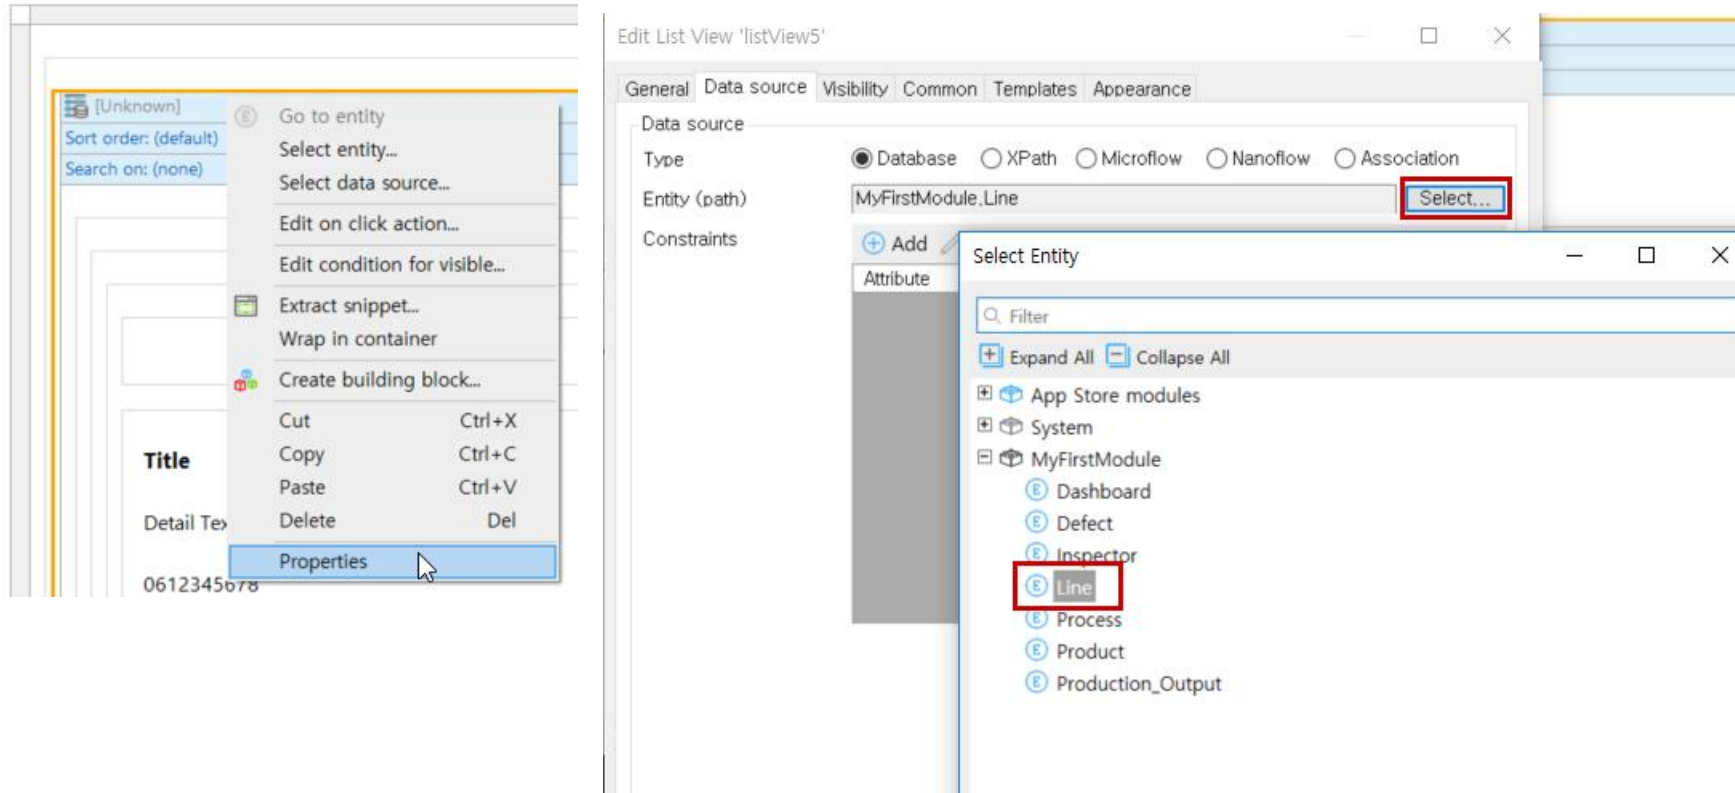 [Unknown]
Sort order: (default)
Search on: (none)
Title
Detail Tex
0612345678
Go to entity
Select entity...
Select data source...
Edit on click action...
Edit condition for visible...
Extract snippet...
Wrap in container
Create building block...
Cut Ctrl+X
Copy Ctrl+C
Paste Ctrl+V
Delete Del
Properties
Edit List View 'listView5'
General Data source Visibility Common Templates Appearance
Data source
Type Database XPath Microflow Nanoflow Association
Entity (path) MyFirstModule.Line Select...
Constraints Add
Attribute
Select Entity
Filter
Expand All Collapse All
App Store modules
System
MyFirstModule
Dashboard
Defect
Inspector
Line
Process
Product
Production_Output